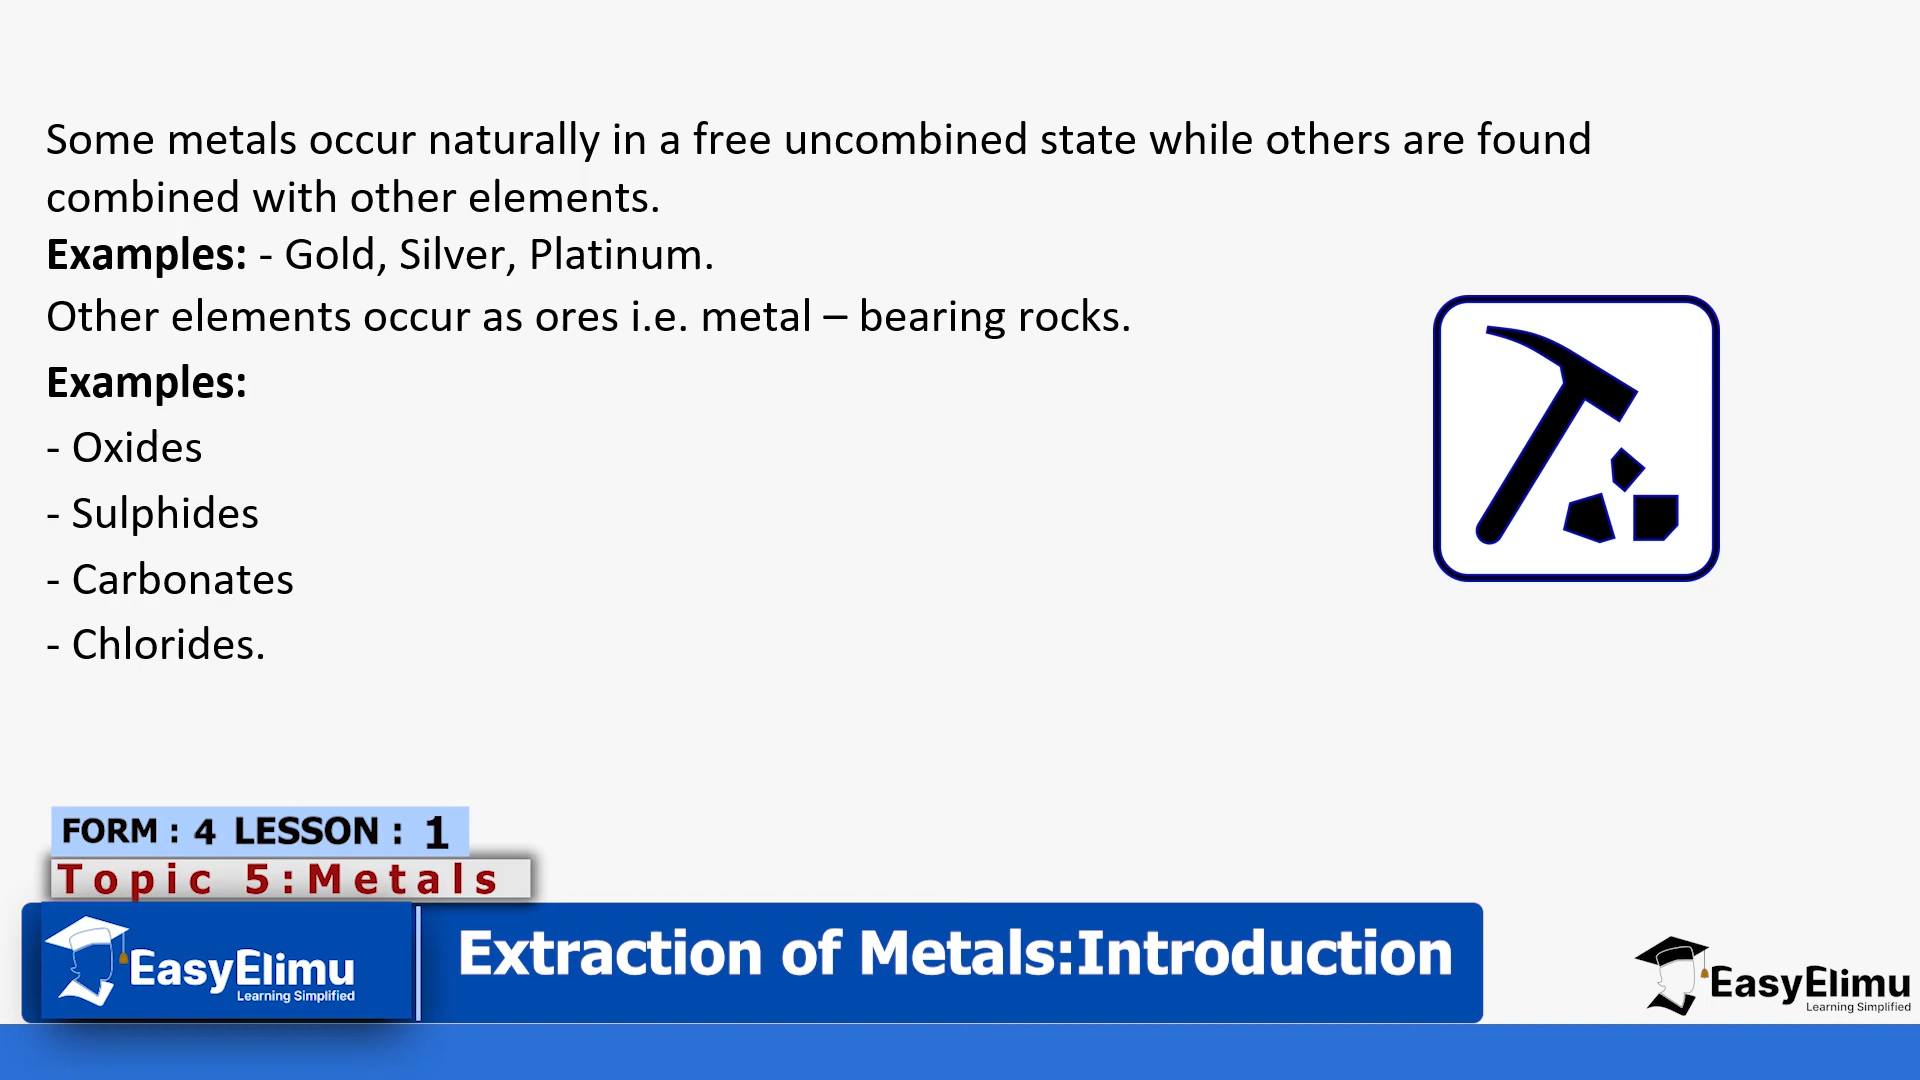 Some metals occur naturally in a free uncombined state while others are found
combined with other elements.
Examples: - Gold, Silver, Platinum.
Other elements occur as ores i.e. metal – bearing rocks.
Examples:
- Oxides
- Sulphides
- Carbonates
- Chlorides.
FORM : 4 LESSON : 1
Topic 5:Metals
EasyElimu
Learning Simplified
Extraction of Metals:Introduction
EasyElimu
Learning Simplified